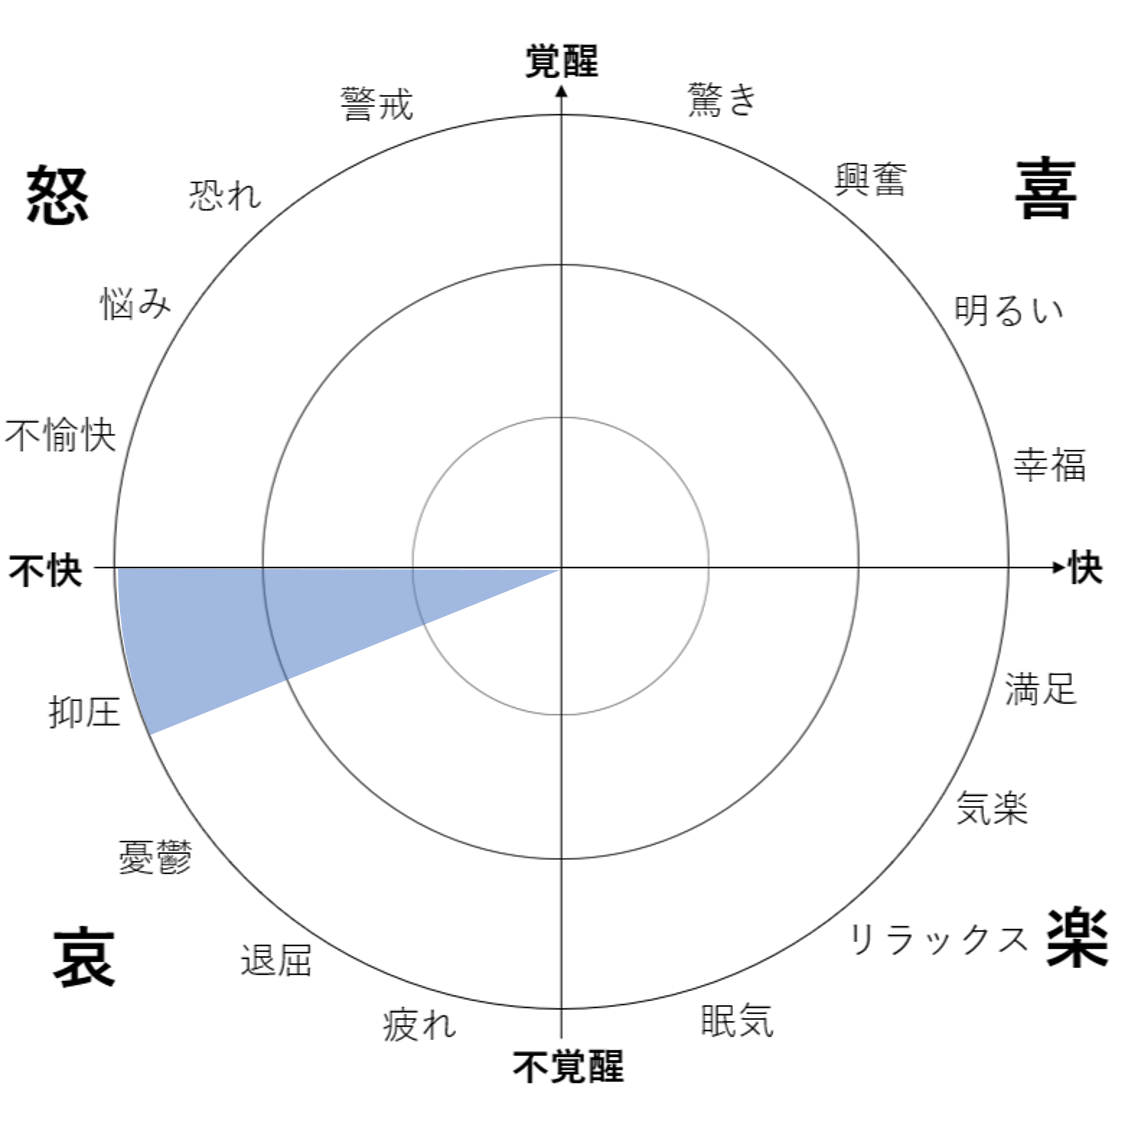 覚醒
警戒
驚き
怒
恐れ
興奮
喜
悩み
明るい
不愉快
幸福
不快
快
抑圧
満足
憂鬱
気楽
哀
退屈
リラックス
楽
疲れ
眠気
不覚醒